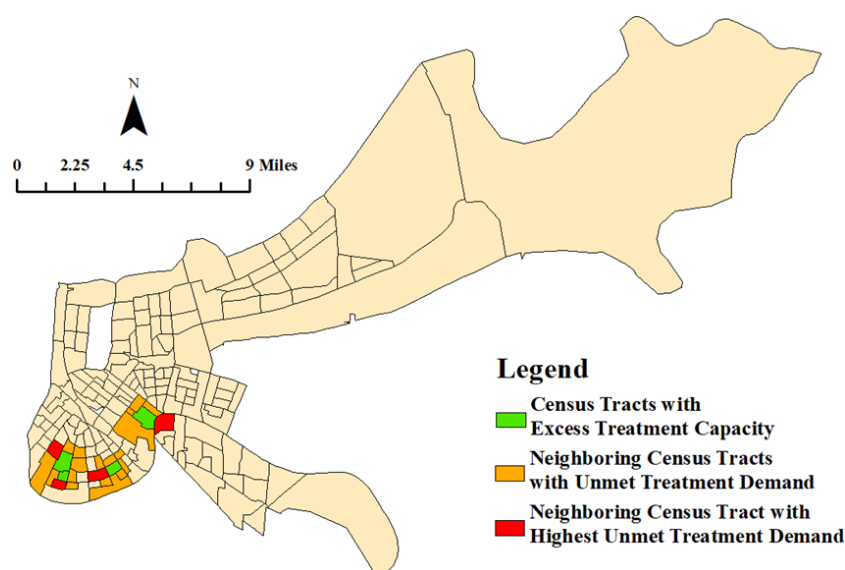 N
0 2.25 4.5 9 Miles
Legend
Census Tracts with
Excess Treatment Capacity
Neighboring Census Tracts
with Unmet Treatment Demand
Neighboring Census Tract with
Highest Unmet Treatment Demand